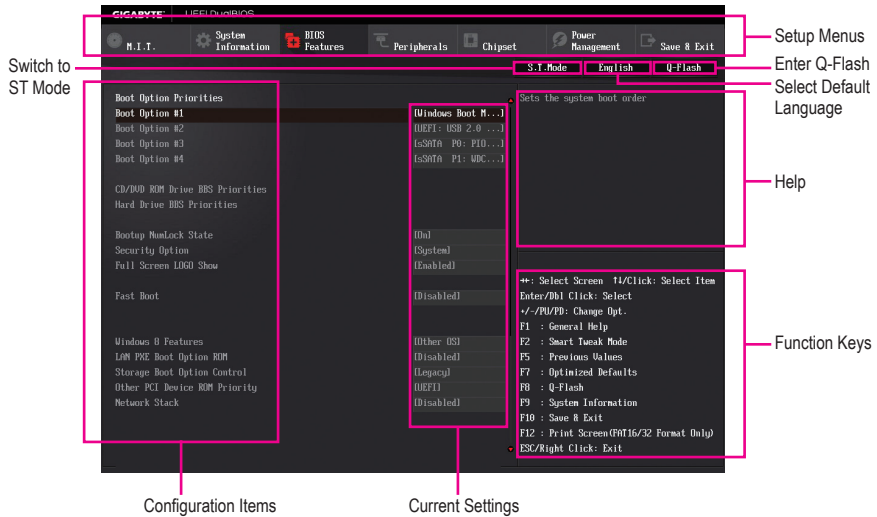 GIGABYTE UEFI DualBIOS
M.I.T.
System Information
BIOS Features
Peripherals
Chipset
Power Management
Save & Exit
Setup Menus
Switch to ST Mode
S.T.Mode English Q-Flash
Enter Q-Flash
Select Default Language
Boot Option Priorities
Boot Option #1 [Windows Boot M...]
Boot Option #2 [UEFI: USB 2.0 ...]
Boot Option #3 [sSATA P0: PIO...]
Boot Option #4 [sSATA P1: WDC...]
CD/DVD ROM Drive BBS Priorities
Hard Drive BBS Priorities
Bootup NumLock State [On]
Security Option [System]
Full Screen LOGO Show [Enabled]
Fast Boot [Disabled]
Windows 8 Features [Other OS]
LAN PXE Boot Option ROM [Disabled]
Storage Boot Option Control [Legacy]
Other PCI Device ROM Priority [UEFI]
Network Stack [Disabled]
Sets the system boot order
Help
→←: Select Screen ↑↓/Click: Select Item
Enter/Dbl Click: Select
+/-/PU/PD: Change Opt.
F1 : General Help
F2 : Smart Tweak Mode
F5 : Previous Values
F7 : Optimized Defaults
F8 : Q-Flash
F9 : System Information
F10 : Save & Exit
F12 : Print Screen(FAT16/32 Format Only)
ESC/Right Click: Exit
Function Keys
Configuration Items
Current Settings